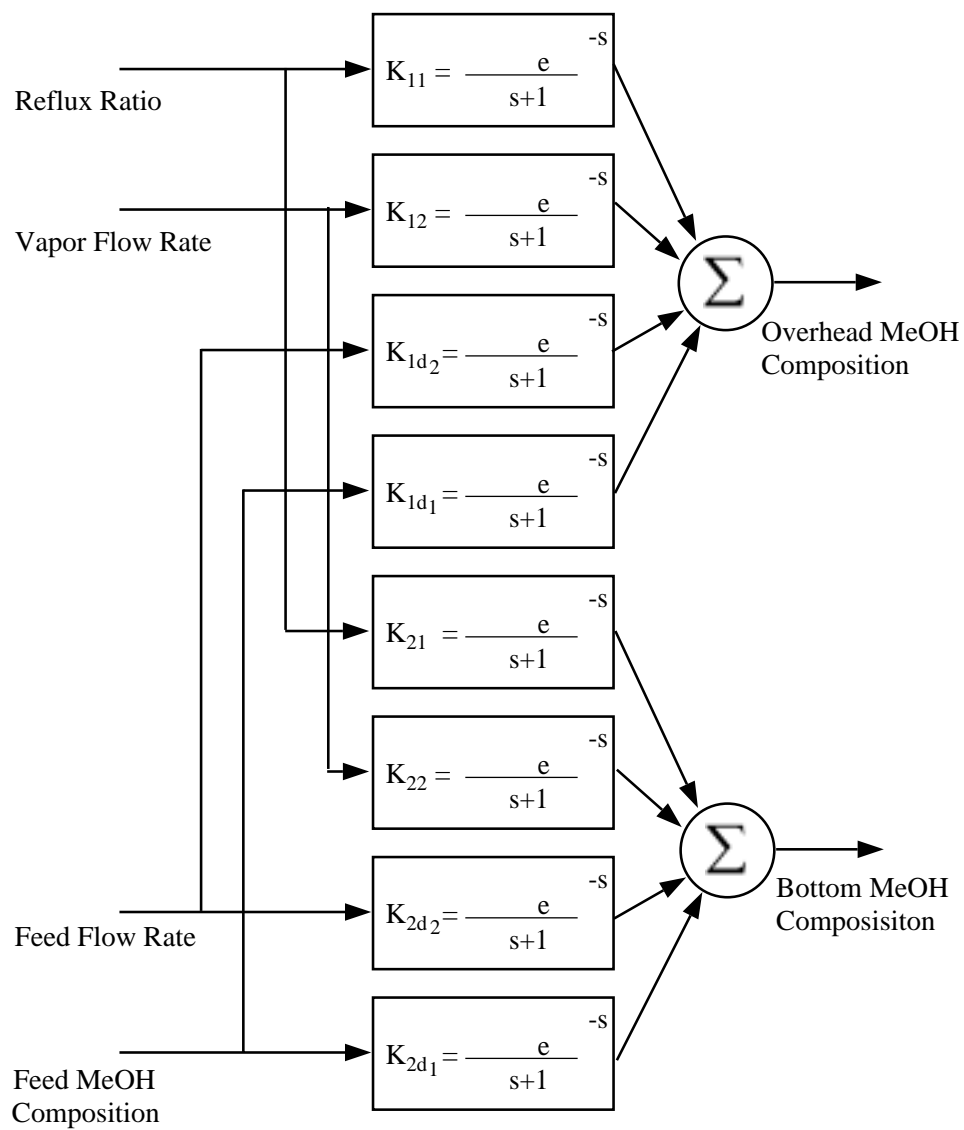 -s
K11 = e
s+1
Reflux Ratio
-s
K12 = e
s+1
Vapor Flow Rate
-s
K1d2 = e
s+1
Σ
Overhead MeOH
Composition
-s
K1d1 = e
s+1
-s
K21 = e
s+1
-s
K22 = e
s+1
Σ
Bottom MeOH
Composisiton
-s
K2d2 = e
s+1
Feed Flow Rate
-s
K2d1 = e
s+1
Feed MeOH
Composition